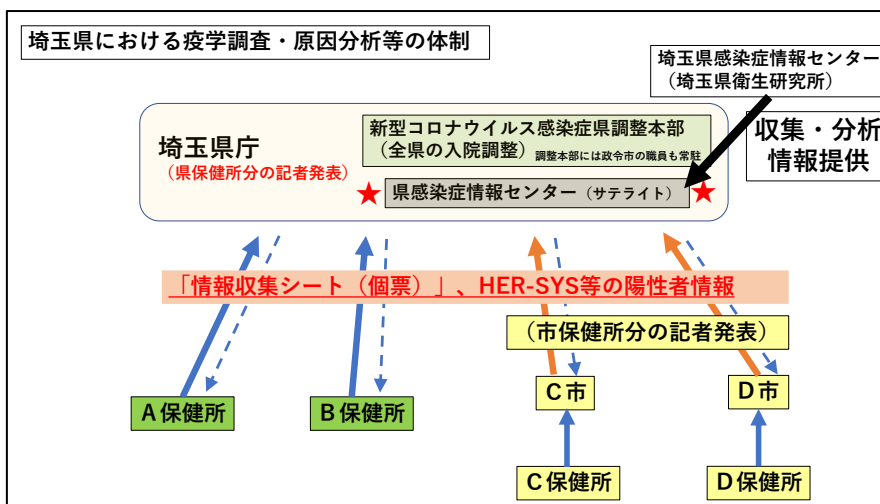 埼玉県における疫学調査・原因分析等の体制
埼玉県感染症情報センター
（埼玉県衛生研究所）
収集・分析
情報提供
新型コロナウイルス感染症県調整本部
（全県の入院調整） 調整本部には政令市の職員も常駐
埼玉県庁
（県保健所分の記者発表）
★ 県感染症情報センター（サテライト） ★
「情報収集シート（個票）」、HER-SYS等の陽性者情報
（市保健所分の記者発表）
A保健所
B保健所
C市
D市
C保健所
D保健所